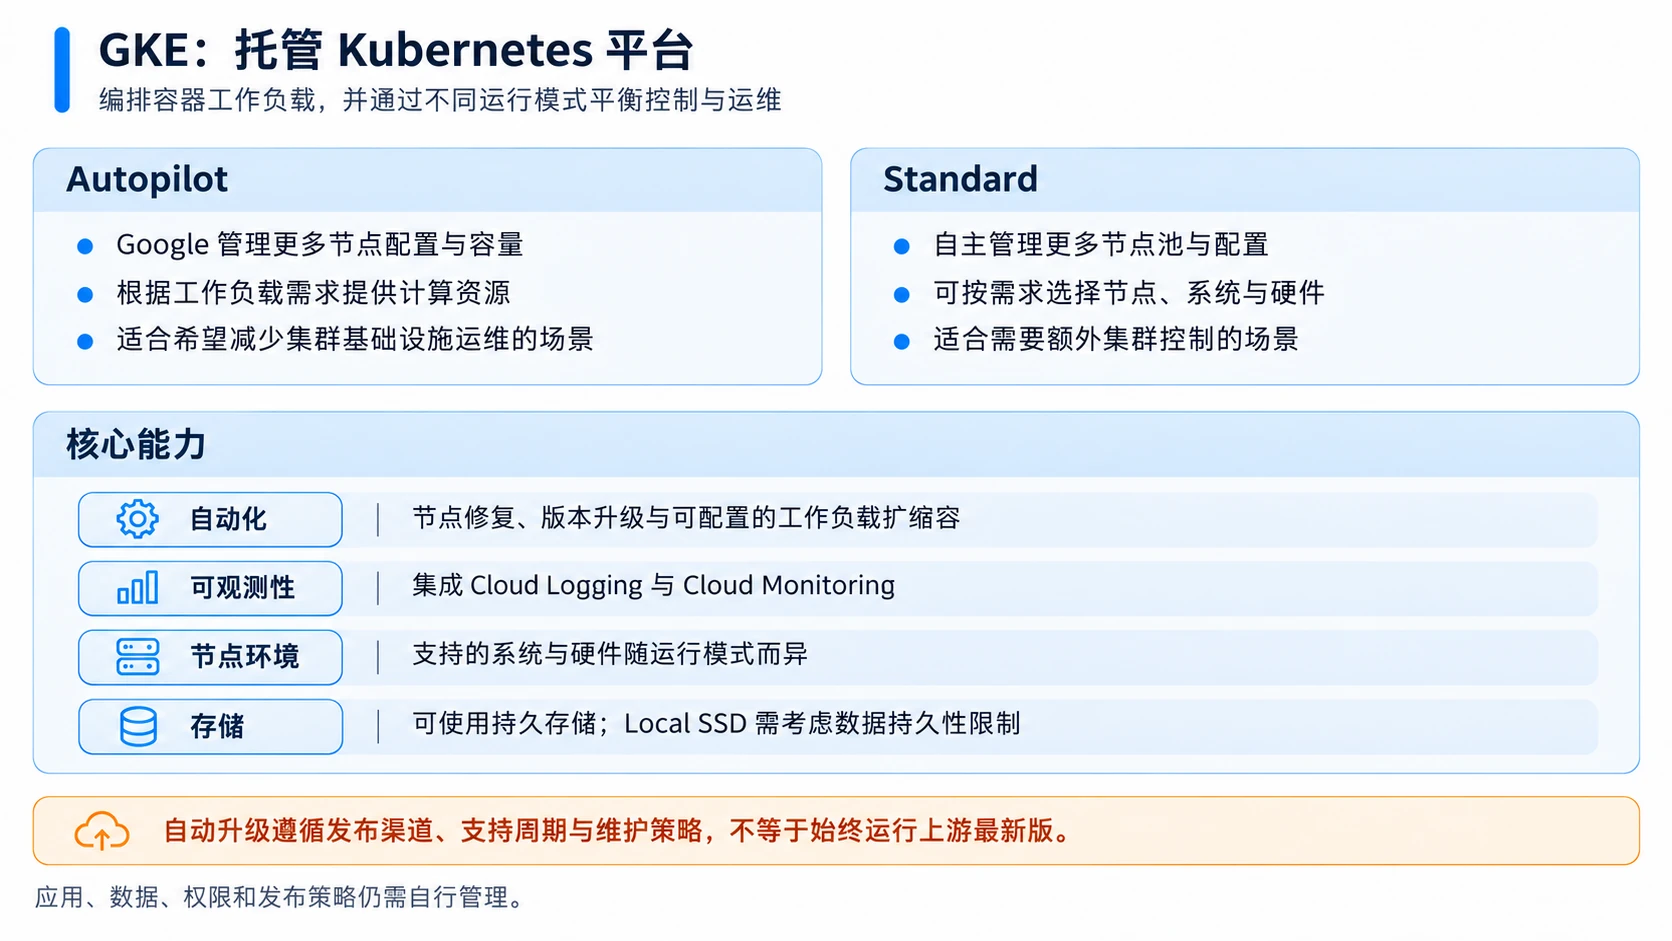 GKE：托管 Kubernetes 平台
编排容器工作负载，并通过不同运行模式平衡控制与运维
Autopilot
Google 管理更多节点配置与容量
根据工作负载需求提供计算资源
适合希望减少集群基础设施运维的场景
Standard
自主管理更多节点池与配置
可按需求选择节点、系统与硬件
适合需要额外集群控制的场景
核心能力
自动化 | 节点修复、版本升级与可配置的工作负载扩缩容
可观测性 | 集成 Cloud Logging 与 Cloud Monitoring
节点环境 | 支持的系统与硬件随运行模式而异
存储 | 可使用持久存储；Local SSD 需考虑数据持久性限制
自动升级遵循发布渠道、支持周期与维护策略，不等于始终运行上游最新版。
应用、数据、权限和发布策略仍需自行管理。